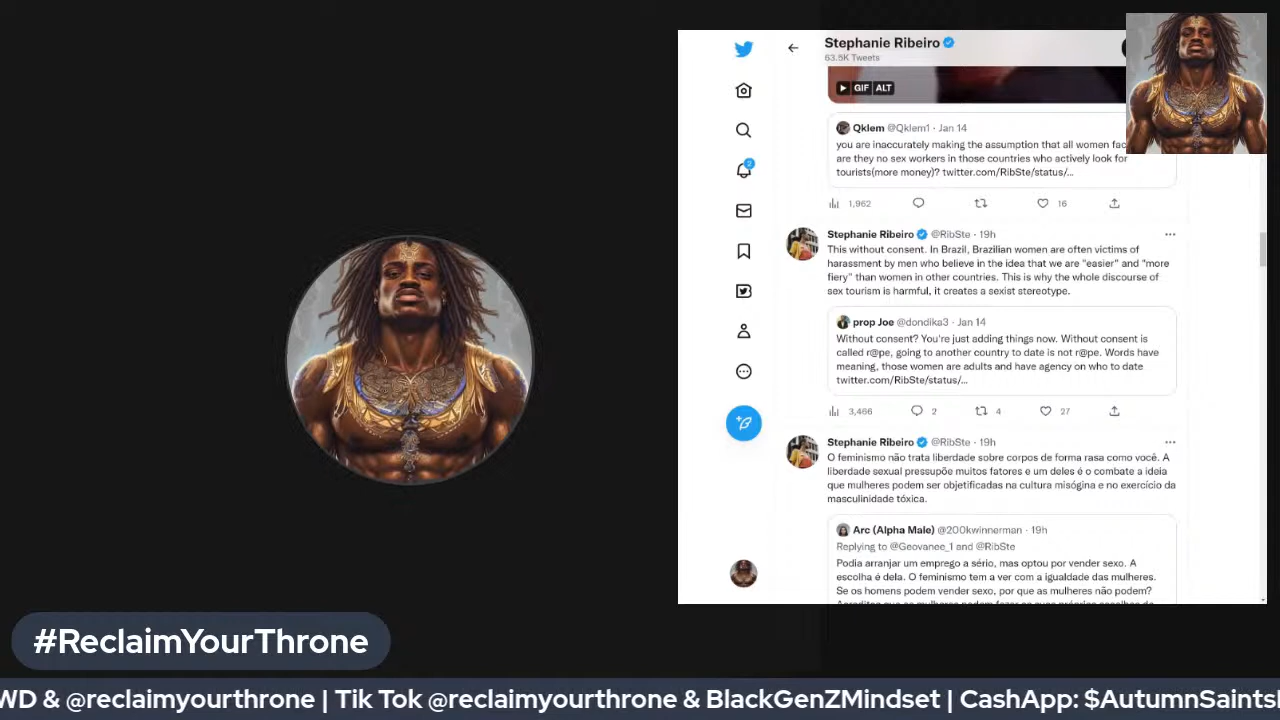 Stephanie Ribeiro
63.5K Tweets
GIF ALT
Qklem @Qklem1 · Jan 14
you are inaccurately making the assumption that all women
are they no sex workers in those countries who actively look for
tourists(more money)? twitter.com/RibSte/status/...
1,962
16
Stephanie Ribeiro @RibSte · 19h
This without consent. In Brazil, Brazilian women are often victims of
harassment by men who believe in the idea that we are "easier" and "more
fiery" than women in other countries. This is why the whole discourse of
sex tourism is harmful, it creates a sexist stereotype.
prop Joe @dondika3 · Jan 14
Without consent? You're just adding things now. Without consent is
called r@pe, going to another country to date is not r@pe. Words have
meaning, those women are adults and have agency on who to date
twitter.com/RibSte/status/...
3,466
2
4
27
Stephanie Ribeiro @RibSte · 19h
O feminismo não trata liberdade sobre corpos de forma rasa como você. A
liberdade sexual pressupõe muitos fatores e um deles é o combate a ideia
que mulheres podem ser objetificadas na cultura misógina e no exercício da
masculinidade tóxica.
Arc (Alpha Male) @200kwinnerman · 19h
Replying to @Geovanee_1 and @RibSte
Podia arranjar um emprego a sério, mas optou por vender sexo. A
escolha é dela. O feminismo tem a ver com a igualdade das mulheres.
Se os homens podem vender sexo, por que as mulheres não podem?
#ReclaimYourThrone
WD & @reclaimyourthrone | Tik Tok @reclaimyourthrone & BlackGenZMindset | CashApp: $AutumnSaints